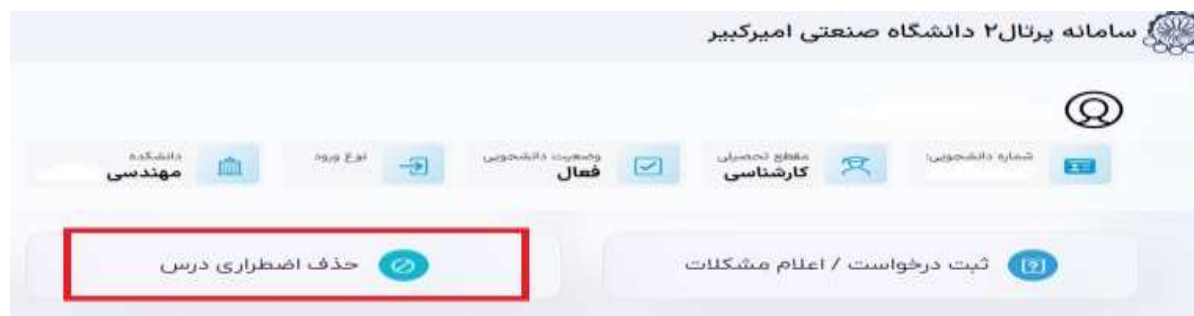 سامانه پرتال۲ دانشگاه صنعتی امیرکبیر
شماره دانشجویی:
مقطع تحصیلی
کارشناسی
وضعیت دانشجویی
فعال
نوع ورود
دانشکده
مهندسی
ثبت درخواست / اعلام مشکلات
حذف اضطراری درس